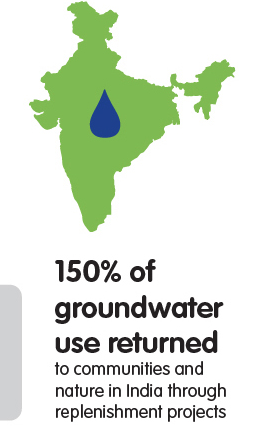 150% of
groundwater
use returned
to communities and
nature in India through
replenishment projects